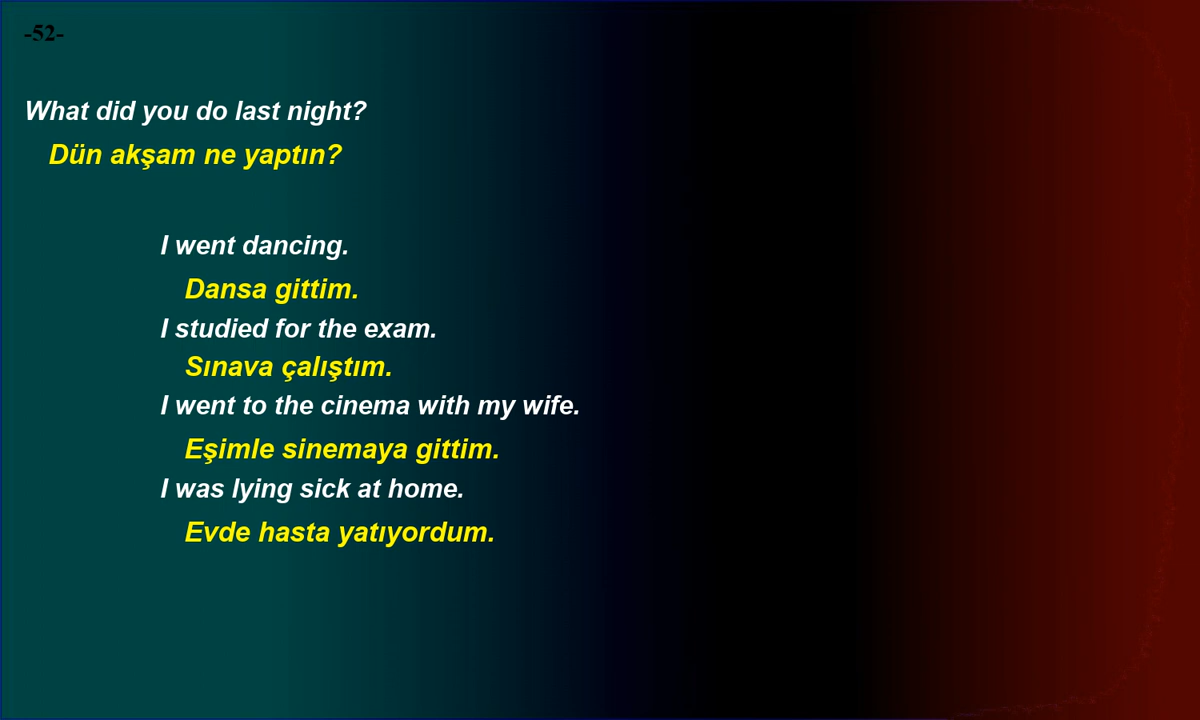 -52-
What did you do last night?
Dün akşam ne yaptın?
I went dancing.
Dansa gittim.
I studied for the exam.
Sınava çalıştım.
I went to the cinema with my wife.
Eşimle sinemaya gittim.
I was lying sick at home.
Evde hasta yatıyordum.